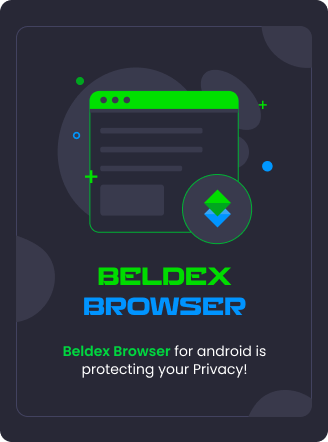 BELDEX
BROWSER
Beldex Browser for android is
protecting your Privacy!